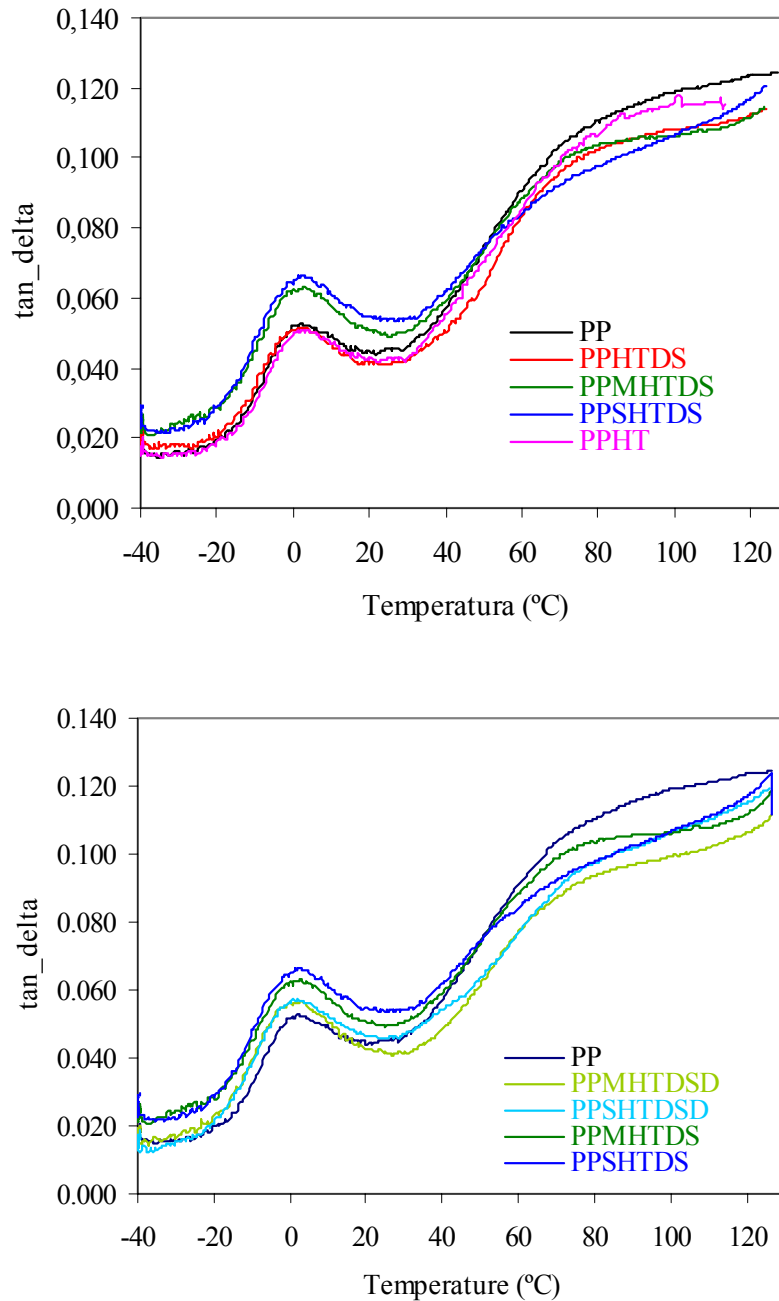 0,140
0,120
0,100
0,080
0,060
0,040
0,020
0,000
tan_delta
PP
PPHTDS
PPMHTDS
PPSHTDS
PPHT
-40 -20 0 20 40 60 80 100 120
Temperatura (ºC)
0.140
0.120
0.100
0.080
0.060
0.040
0.020
0.000
tan_delta
PP
PPMHTDSD
PPSHTDSD
PPMHTDS
PPSHTDS
-40 -20 0 20 40 60 80 100 120
Temperature (ºC)